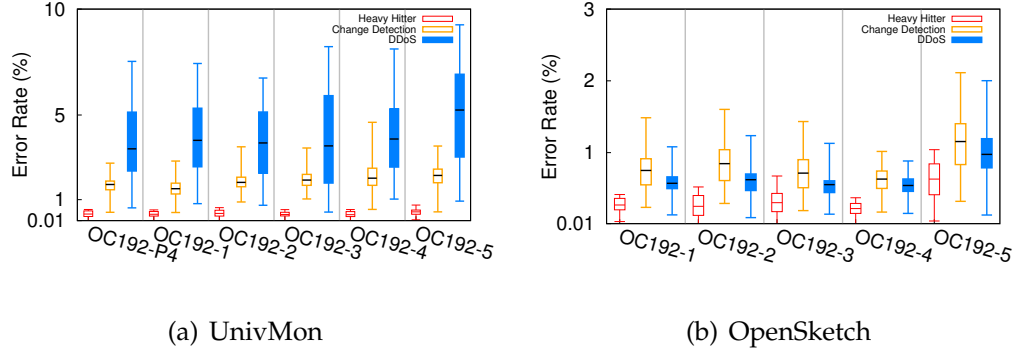 10
5
1
0.01
Error Rate (%)
Heavy Hitter
Change Detection
DDoS
OC192-P4
OC192-1
OC192-2
OC192-3
OC192-4
OC192-5
(a) UnivMon
3
2
1
0.01
Error Rate (%)
Heavy Hitter
Change Detection
DDoS
OC192-1
OC192-2
OC192-3
OC192-4
OC192-5
(b) OpenSketch